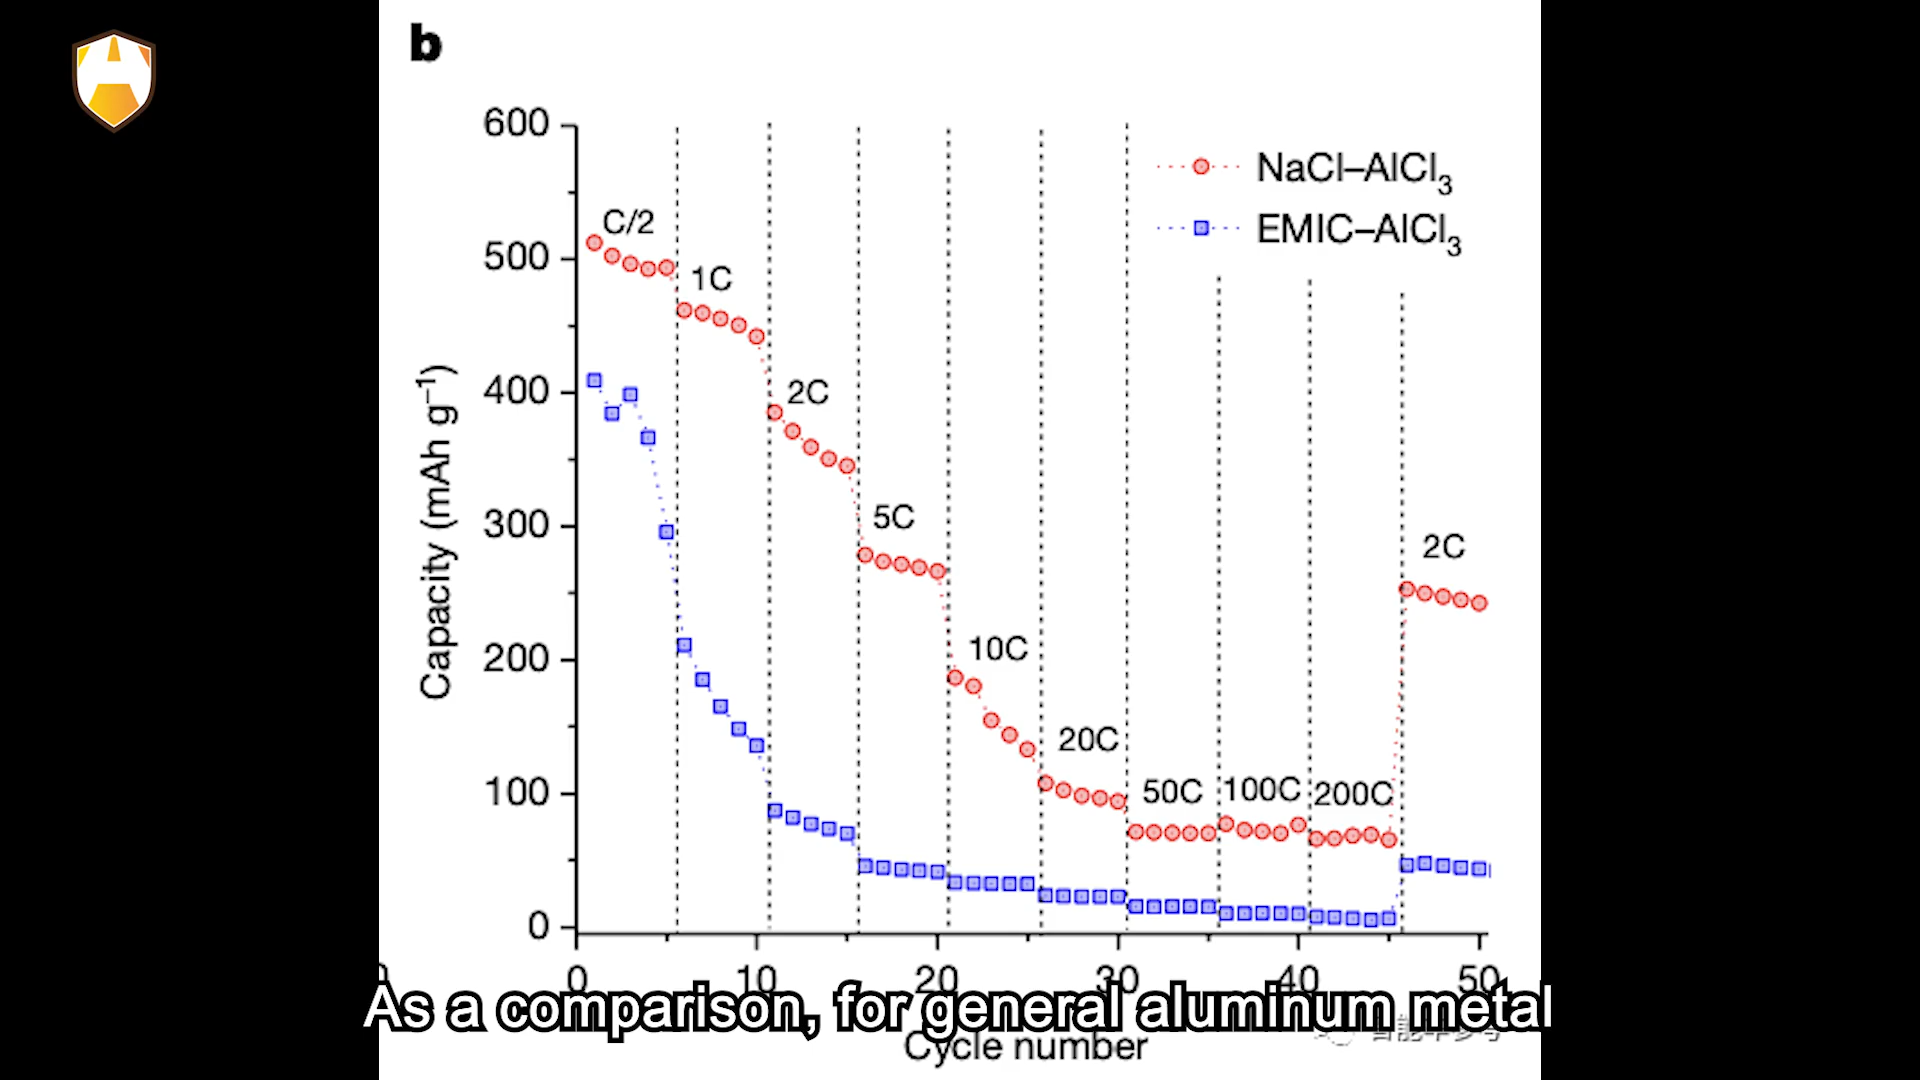 b
600
500
400
300
200
100
0
Capacity (mAh g⁻¹)
NaCl–AlCl₃
EMIC–AlCl₃
C/2
1C
2C
5C
10C
20C
50C
100C
200C
2C
0
10
20
30
40
50
As a comparison, for general aluminum metal
Cycle number